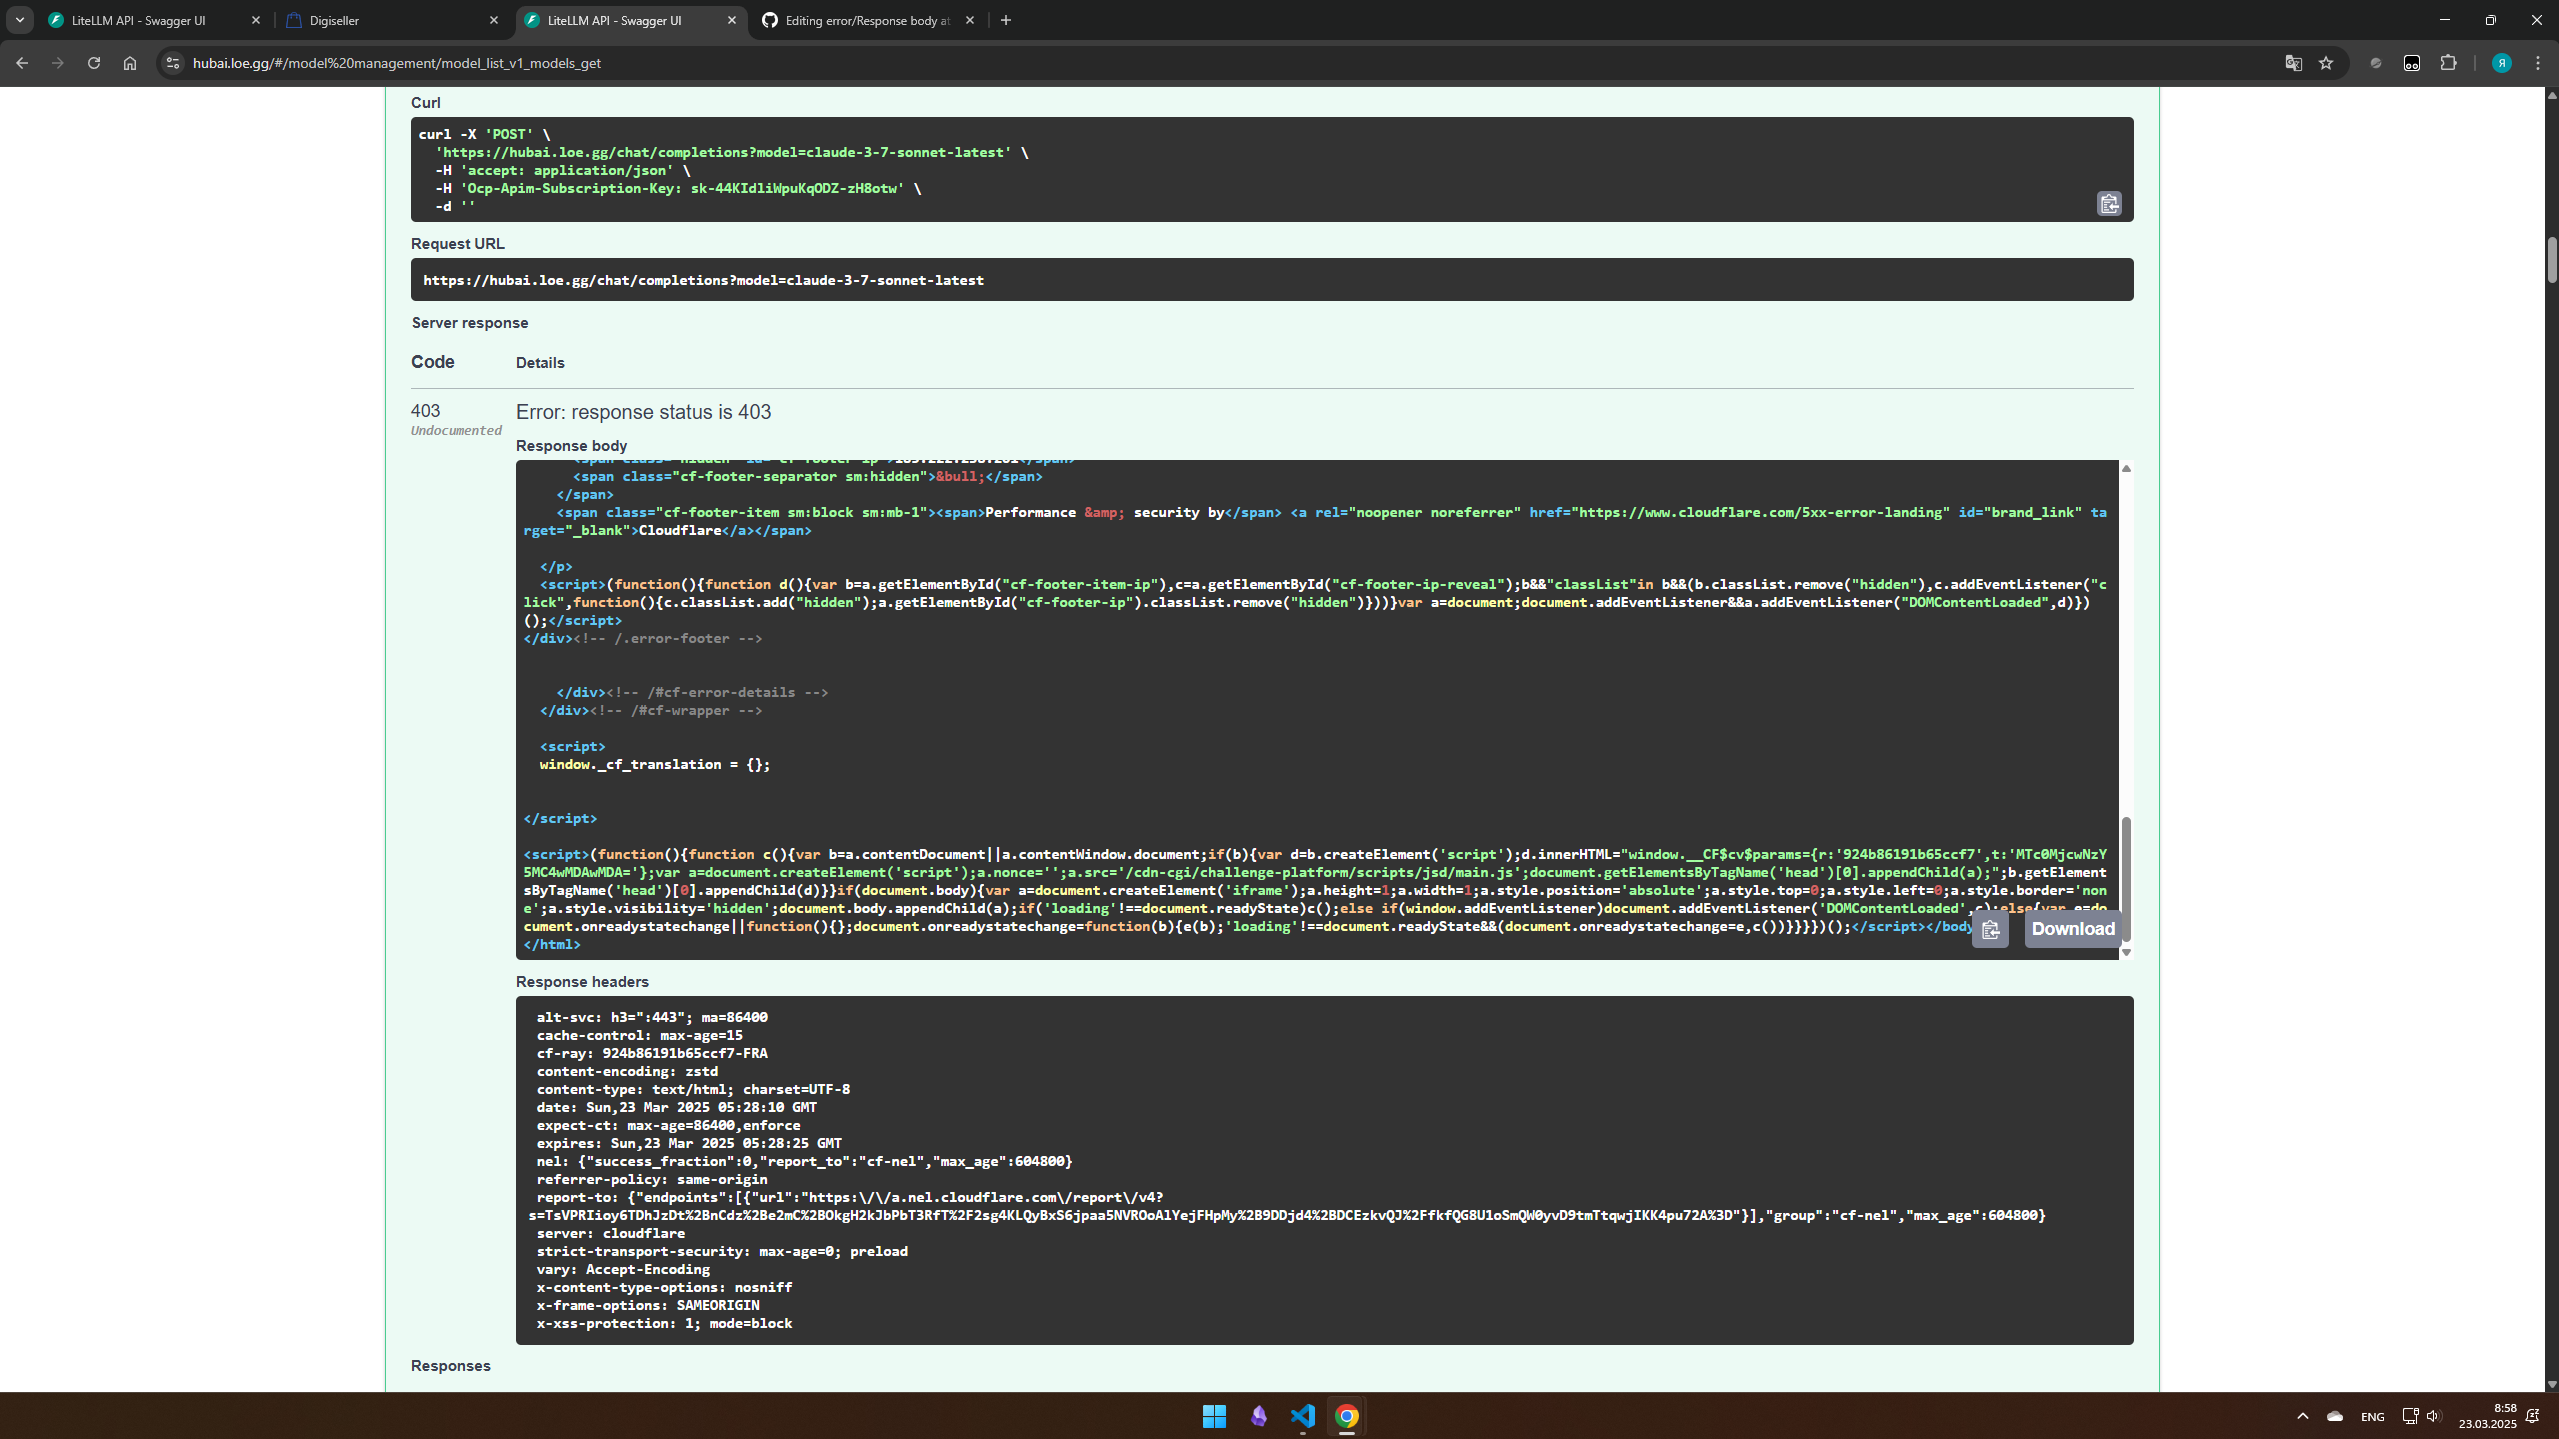 LiteLLM API - Swagger UI
Digiseller
LiteLLM API - Swagger UI
Editing error/Response body at
hubai.loe.gg/#/model%20management/model_list_v1_models_get
Я
Curl
curl -X 'POST' \
'https://hubai.loe.gg/chat/completions?model=claude-3-7-sonnet-latest' \
-H 'accept: application/json' \
-H 'Ocp-Apim-Subscription-Key: sk-44KIdliWpuKqODZ-zH8otw' \
-d ''
Request URL
https://hubai.loe.gg/chat/completions?model=claude-3-7-sonnet-latest
Server response
Code Details
403 Error: response status is 403
Undocumented
Response body
<span class="cf-footer-separator sm:hidden">&bull;</span>
</span>
<span class="cf-footer-item sm:block sm:mb-1"><span>Performance &amp; security by</span> <a rel="noopener noreferrer" href="https://www.cloudflare.com/5xx-error-landing" id="brand_link" ta
rget="_blank">Cloudflare</a></span>
</p>
<script>(function(){function d(){var b=a.getElementById("cf-footer-item-ip"),c=a.getElementById("cf-footer-ip-reveal");b&&"classList"in b&&(b.classList.remove("hidden"),c.addEventListener("c
lick",function(){c.classList.add("hidden");a.getElementById("cf-footer-ip").classList.remove("hidden")}))}var a=document;document.addEventListener&&a.addEventListener("DOMContentLoaded",d)})
();</script>
</div><!-- /.error-footer -->
</div><!-- /#cf-error-details -->
</div><!-- /#cf-wrapper -->
<script>
window._cf_translation = {};
</script>
<script>(function(){function c(){var b=a.contentDocument||a.contentWindow.document;if(b){var d=b.createElement('script');d.innerHTML="window.__CF$cv$params={r:'924b86191b65ccf7',t:'MTc0MjcwNzY
5MC4wMDAwMDA='};var a=document.createElement('script');a.nonce='';a.src='/cdn-cgi/challenge-platform/scripts/jsd/main.js';document.getElementsByTagName('head')[0].appendChild(a);";b.getElement
sByTagName('head')[0].appendChild(d)}}if(document.body){var a=document.createElement('iframe');a.height=1;a.width=1;a.style.position='absolute';a.style.top=0;a.style.left=0;a.style.border='non
e';a.style.visibility='hidden';document.body.appendChild(a);if('loading'!==document.readyState)c();else if(window.addEventListener)document.addEventListener('DOMContentLoaded',c);else{var e=do
cument.onreadystatechange||function(){};document.onreadystatechange=function(b){e(b);'loading'!==document.readyState&&(document.onreadystatechange=e,c())}}}})();</script></body
</html>
Download
Response headers
alt-svc: h3=":443"; ma=86400
cache-control: max-age=15
cf-ray: 924b86191b65ccf7-FRA
content-encoding: zstd
content-type: text/html; charset=UTF-8
date: Sun,23 Mar 2025 05:28:10 GMT
expect-ct: max-age=86400,enforce
expires: Sun,23 Mar 2025 05:28:25 GMT
nel: {"success_fraction":0,"report_to":"cf-nel","max_age":604800}
referrer-policy: same-origin
report-to: {"endpoints":[{"url":"https:\/\/a.nel.cloudflare.com\/report\/v4?
s=TsVPRIioy6TDhJzDt%2BnCdz%2Be2mC%2BOkgH2kJbPbT3RfT%2F2sg4KLQyBxS6jpaa5NVROoAlYejFHpMy%2B9DDjd4%2BDCEzkvQJ%2FfkfQG8U1oSmQW0yvD9tmTtqwjIKK4pu72A%3D"}],"group":"cf-nel","max_age":604800}
server: cloudflare
strict-transport-security: max-age=0; preload
vary: Accept-Encoding
x-content-type-options: nosniff
x-frame-options: SAMEORIGIN
x-xss-protection: 1; mode=block
Responses
ENG
8:58
23.03.2025